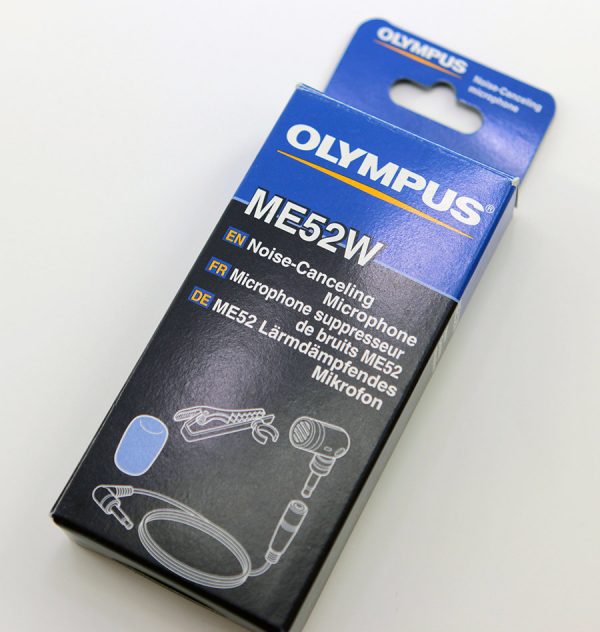 OLYMPUS
Noise-Canceling
microphone
OLYMPUS®
ME52W
EN Noise-Canceling
Microphone
FR Microphone suppresseur
de bruits ME52
DE ME52 Lärmdämpfendes
Mikrofon